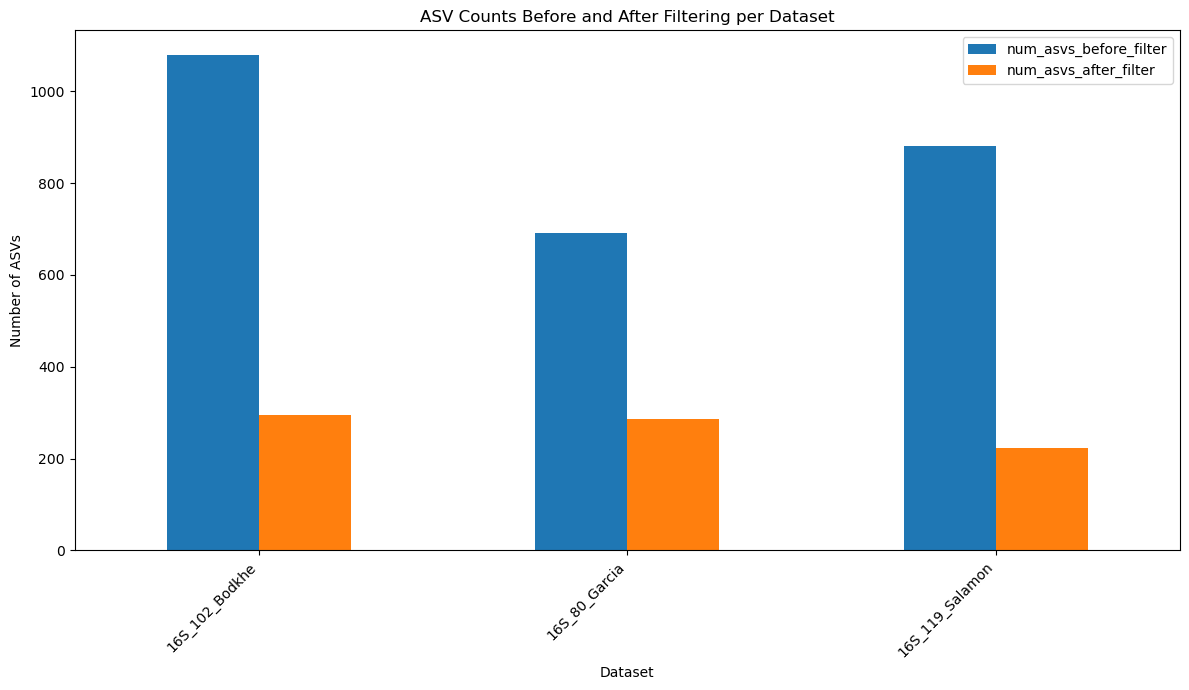 ASV Counts Before and After Filtering per Dataset
num_asvs_before_filter
num_asvs_after_filter
Number of ASVs
1000
800
600
400
200
0
16S_102_Bodkhe
16S_80_Garcia
16S_119_Salamon
Dataset